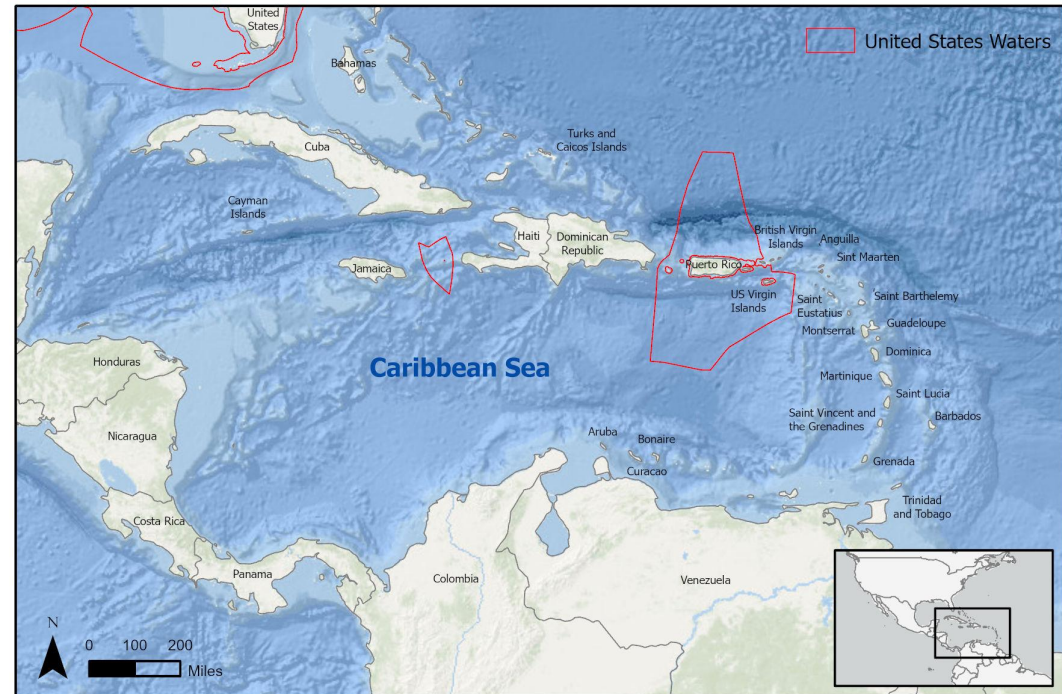 United
States
United States Waters
Bahamas
Turks and
Caicos Islands
Cuba
Cayman
Islands
Haiti
Dominican
Republic
British Virgin
Islands
Anguilla
Sint Maarten
Jamaica
Puerto Rico
US Virgin
Islands
Saint
Eustatius
Saint Barthelemy
Montserrat
Guadeloupe
Honduras
Caribbean Sea
Dominica
Martinique
Saint Lucia
Saint Vincent and
the Grenadines
Barbados
Nicaragua
Aruba
Bonaire
Curacao
Grenada
Trinidad
and Tobago
Costa Rica
Panama
Colombia
Venezuela
N
0 100 200
Miles